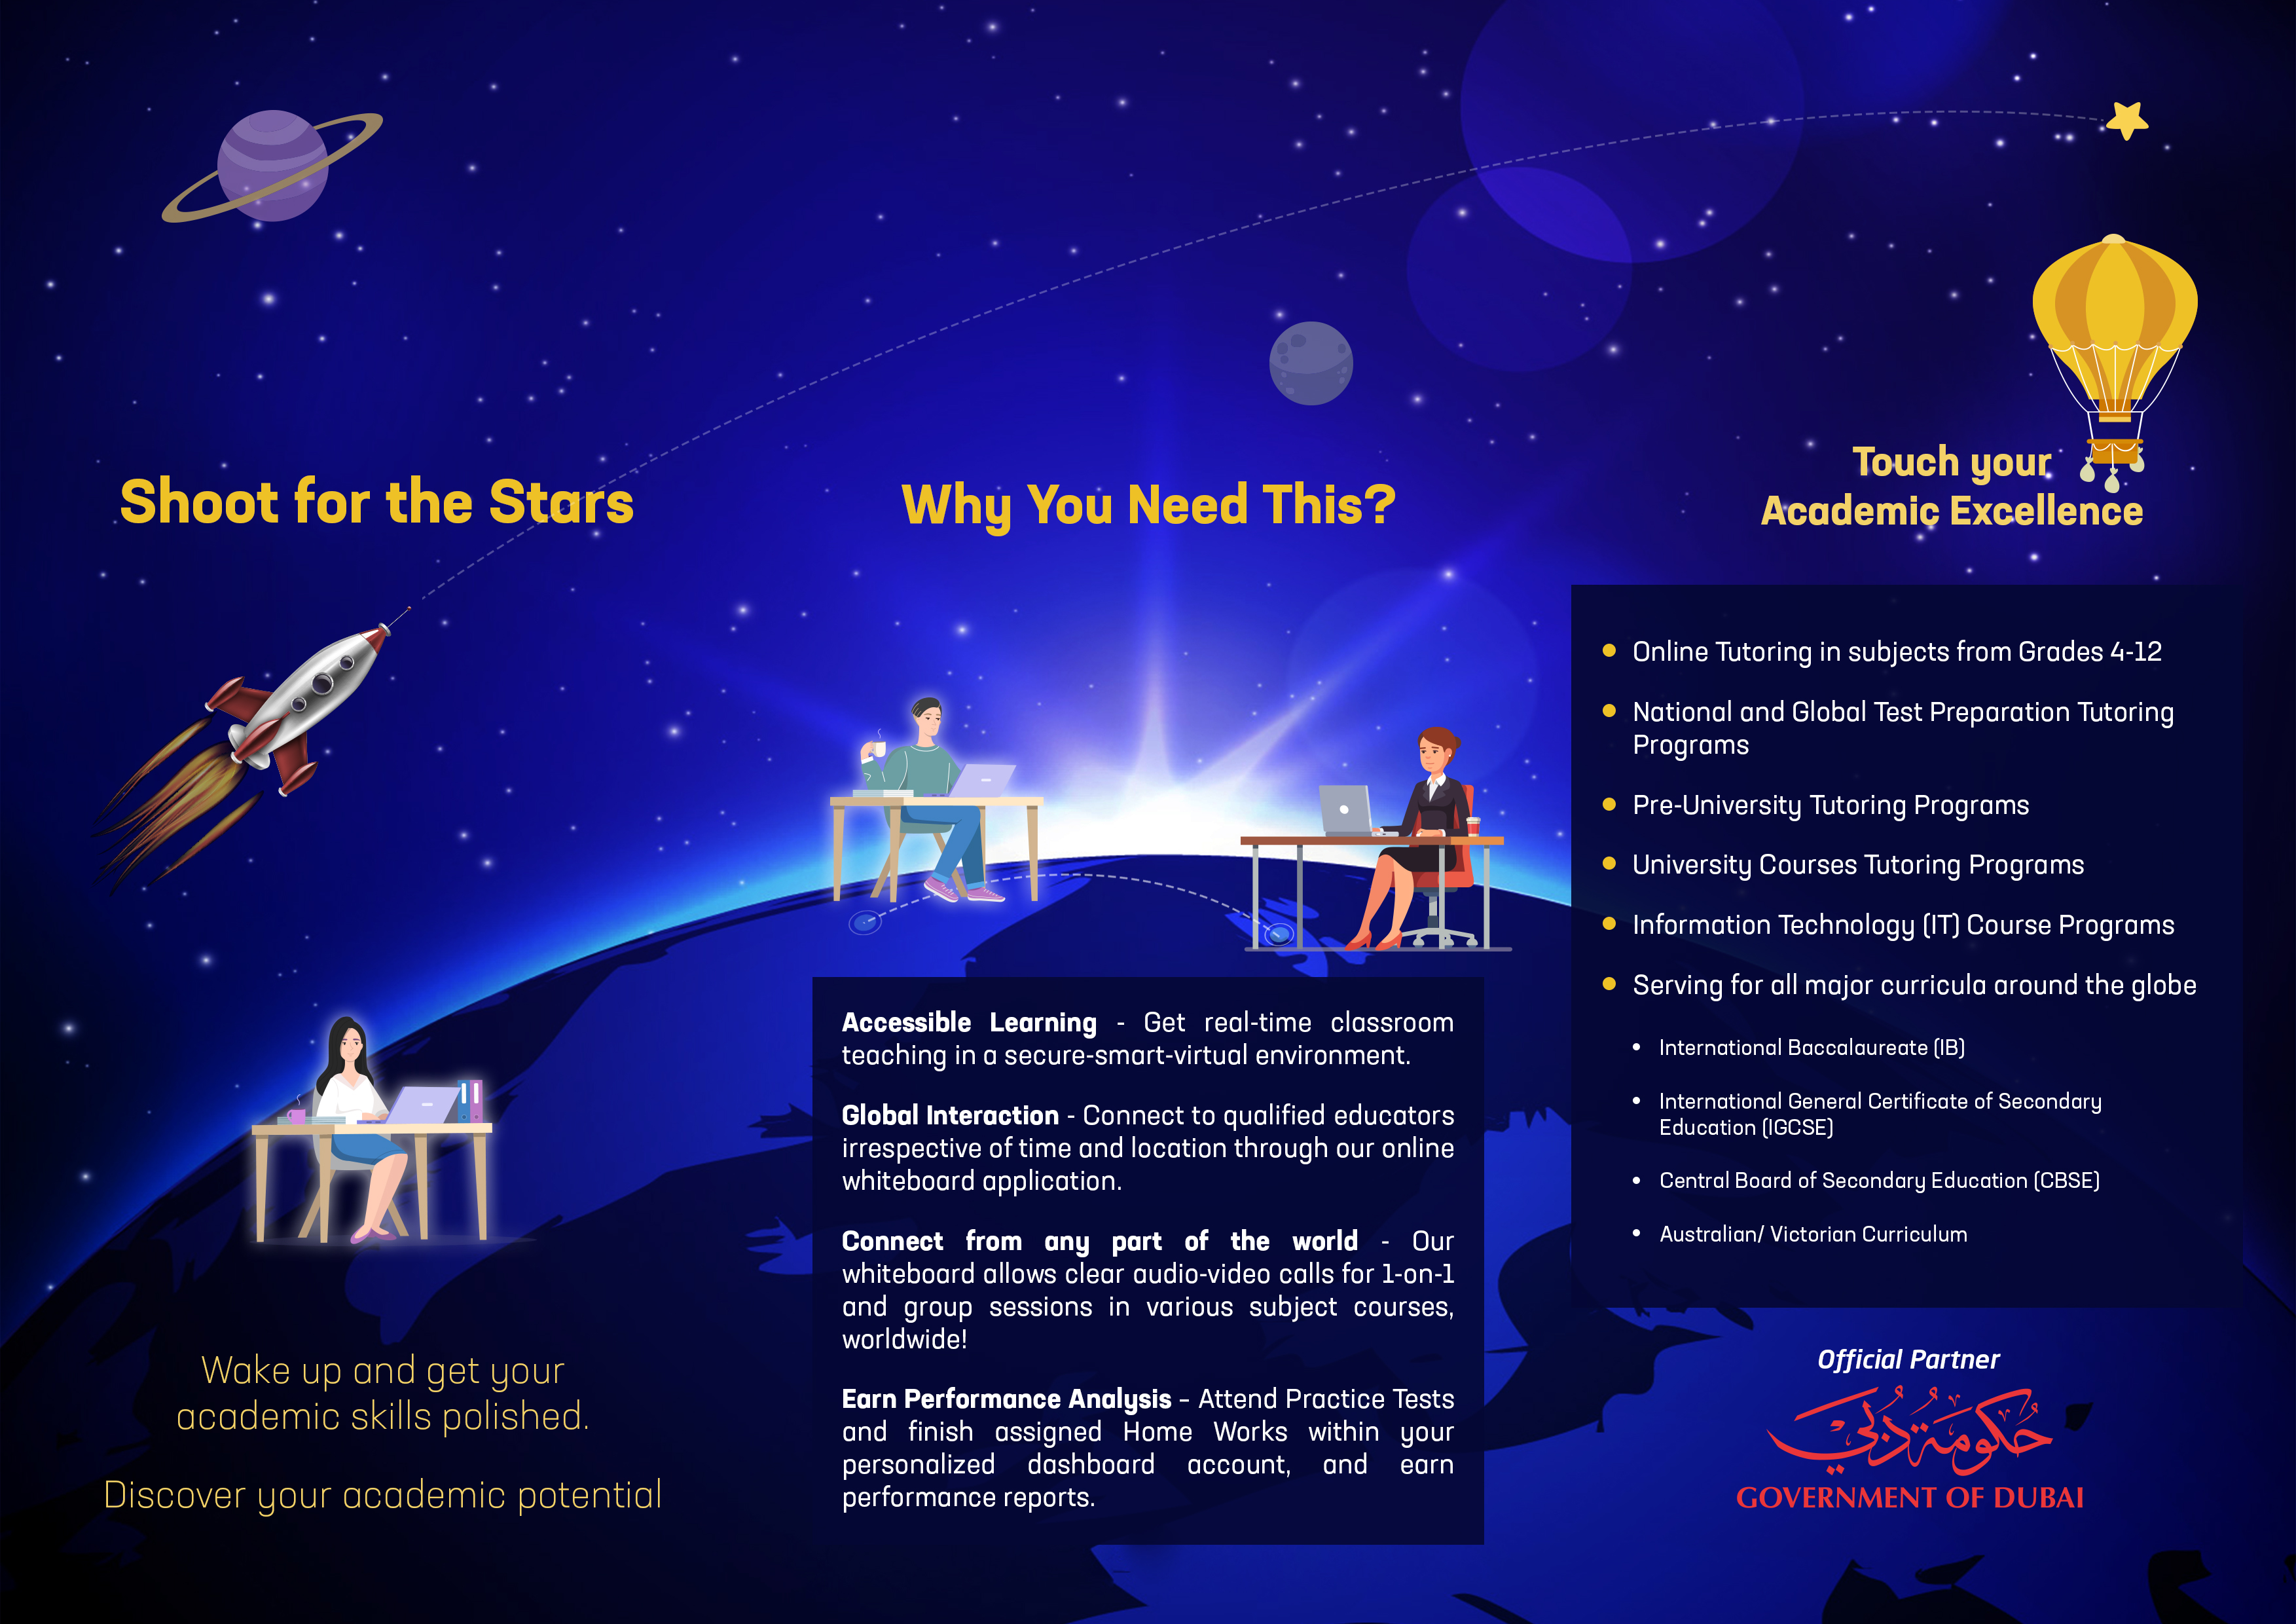 Shoot for the Stars
Wake up and get your
academic skills polished.
Discover your academic potential
Why You Need This?
Accessible Learning - Get real-time classroom
teaching in a secure-smart-virtual environment.
Global Interaction - Connect to qualified educators
irrespective of time and location through our online
whiteboard application.
Connect from any part of the world - Our
whiteboard allows clear audio-video calls for 1-on-1
and group sessions in various subject courses,
worldwide!
Earn Performance Analysis – Attend Practice Tests
and finish assigned Home Works within your
personalized dashboard account, and earn
performance reports.
Touch your
Academic Excellence
• Online Tutoring in subjects from Grades 4-12
• National and Global Test Preparation Tutoring
Programs
• Pre-University Tutoring Programs
• University Courses Tutoring Programs
• Information Technology (IT) Course Programs
• Serving for all major curricula around the globe
• International Baccalaureate (IB)
• International General Certificate of Secondary
Education (IGCSE)
• Central Board of Secondary Education (CBSE)
• Australian/ Victorian Curriculum
Official Partner
حكومة دبي
GOVERNMENT OF DUBAI